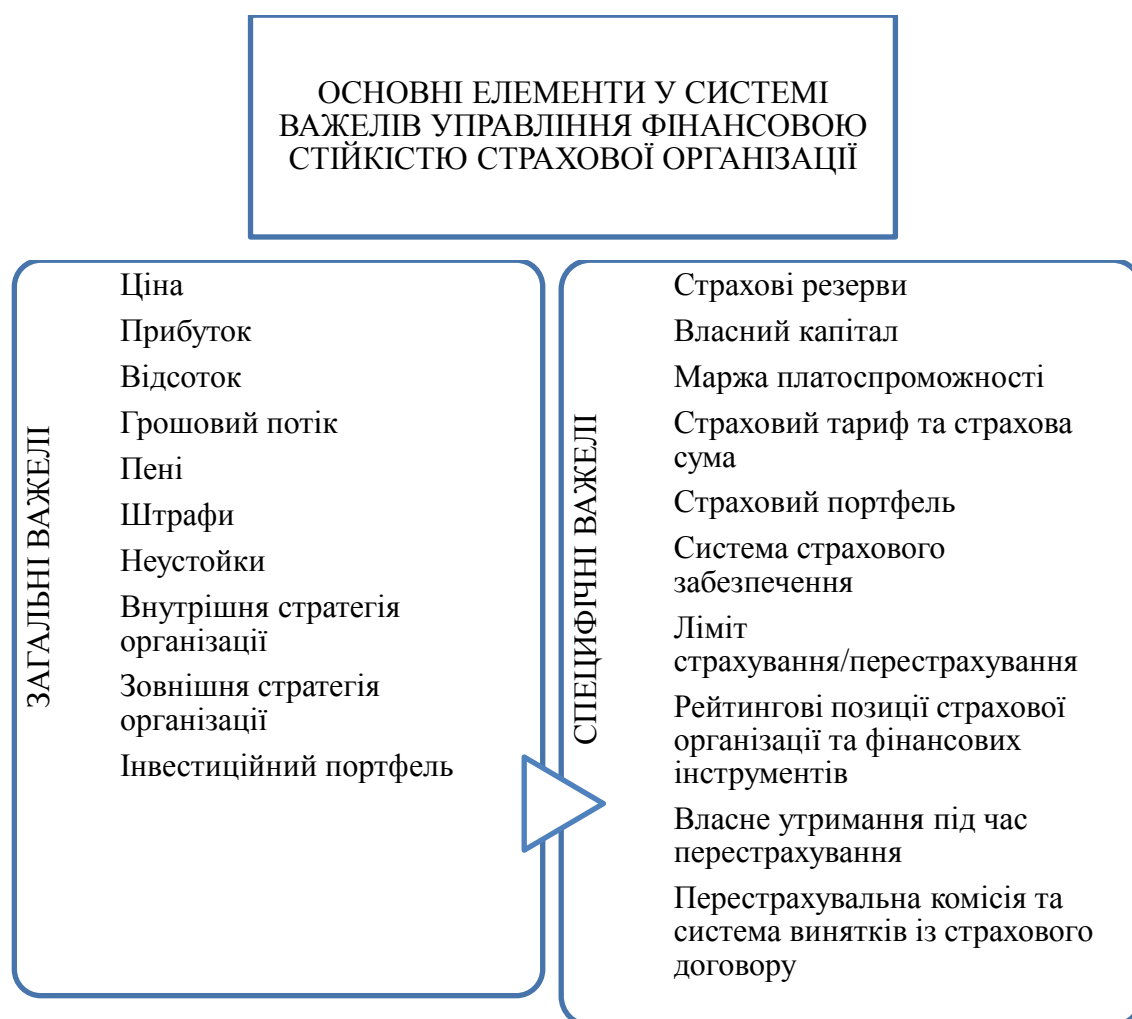 ОСНОВНІ ЕЛЕМЕНТИ У СИСТЕМІ
ВАЖЕЛІВ УПРАВЛІННЯ ФІНАНСОВОЮ
СТІЙКІСТЮ СТРАХОВОЇ ОРГАНІЗАЦІЇ
ЗАГАЛЬНІ ВАЖЕЛІ
Ціна
Прибуток
Відсоток
Грошовий потік
Пені
Штрафи
Неустойки
Внутрішня стратегія
організації
Зовнішня стратегія
організації
Інвестиційний портфель
СПЕЦИФІЧНІ ВАЖЕЛІ
Страхові резерви
Власний капітал
Маржа платоспроможності
Страховий тариф та страхова
сума
Страховий портфель
Система страхового
забезпечення
Ліміт
страхування/перестрахування
Рейтингові позиції страхової
організації та фінансових
інструментів
Власне утримання під час
перестрахування
Перестрахувальна комісія та
система винятків із страхового
договору